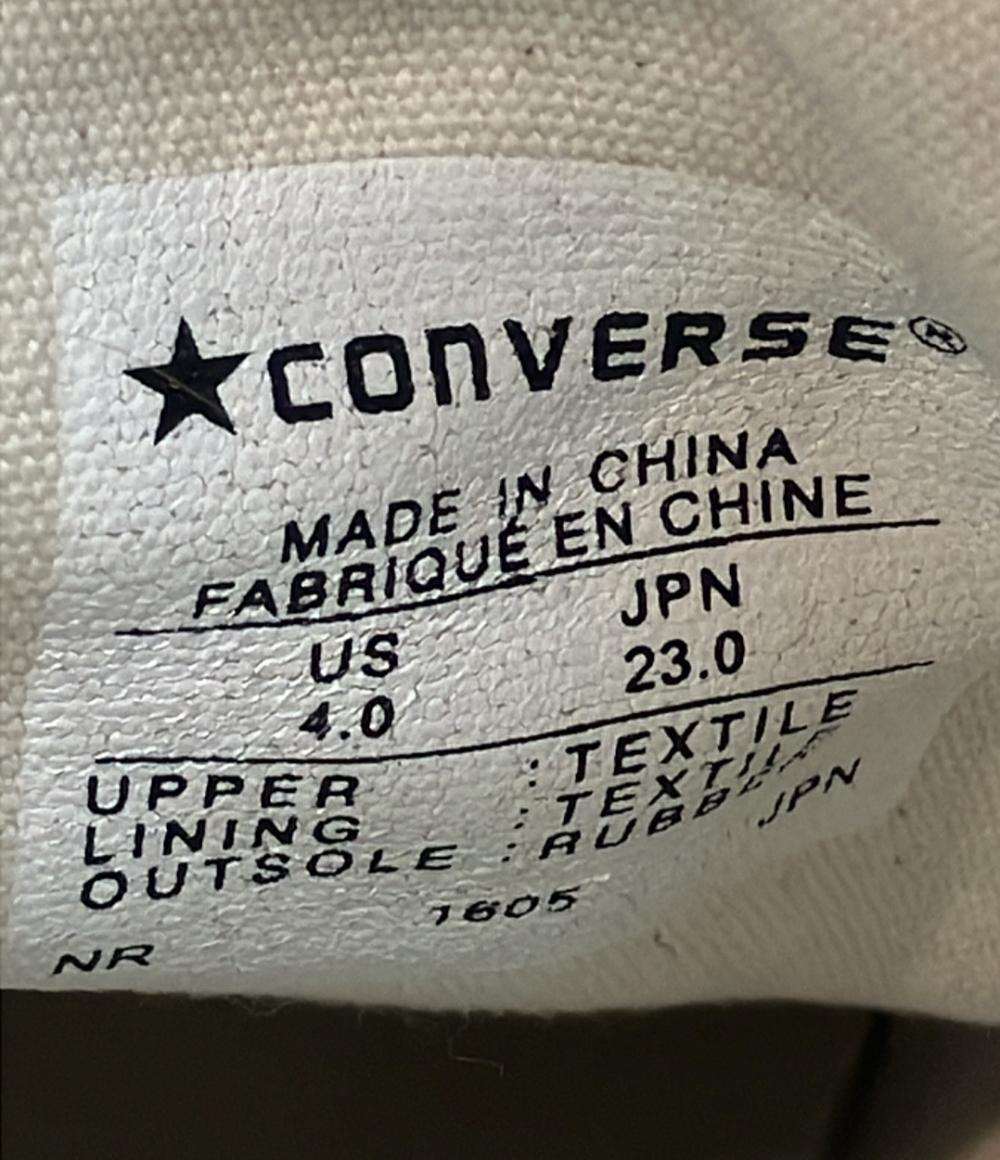 ★CONVERSE®
MADE IN CHINA
FABRIQUÉ EN CHINE
US JPN
4.0 23.0
UPPER : TEXTILE
LINING : TEXTILE
OUTSOLE : RUBBER
JPN
1605
NR